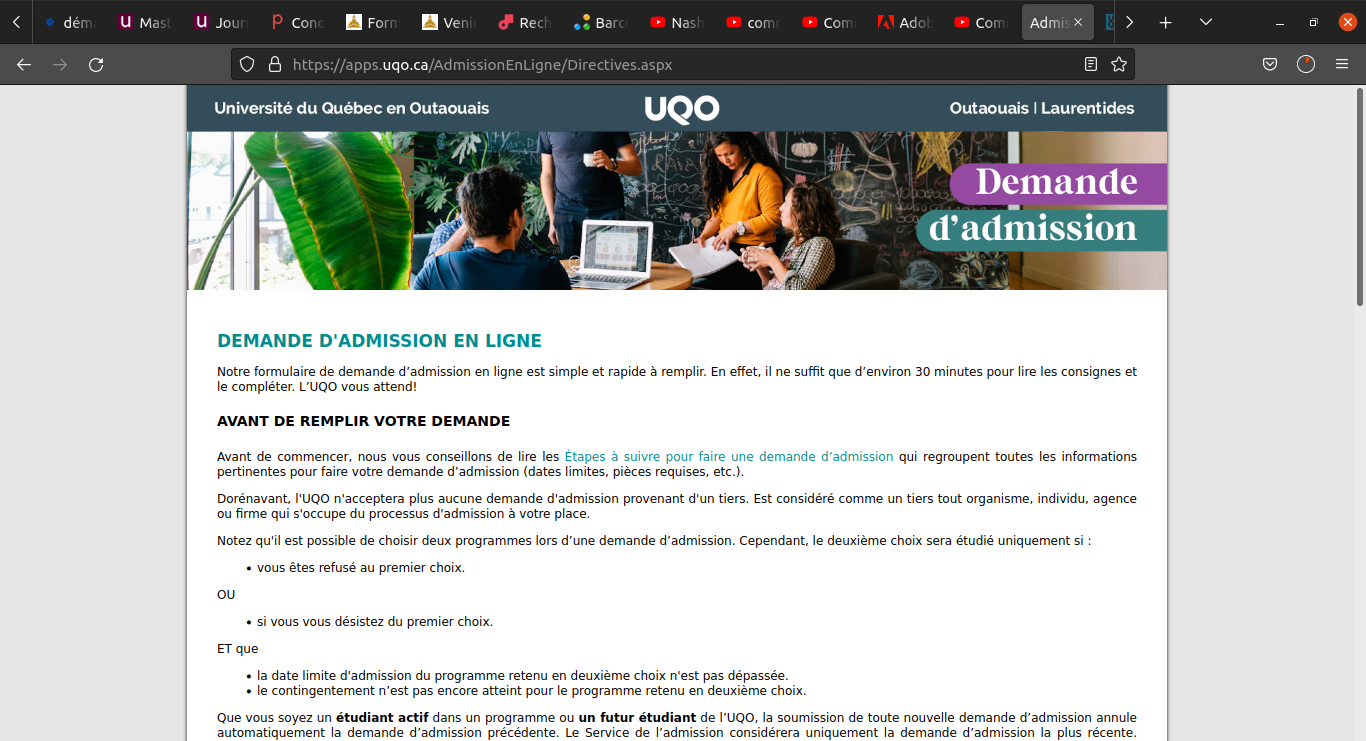 dém
Mast
Jour
Conc
Form
Veni
Rech
Barc
Nash
com
Com
Adob
Com
Admis
https://apps.uqo.ca/AdmissionEnLigne/Directives.aspx
Université du Québec en Outaouais
UQO
Outaouais | Laurentides
Demande
d’admission
DEMANDE D'ADMISSION EN LIGNE
Notre formulaire de demande d’admission en ligne est simple et rapide à remplir. En effet, il ne suffit que d’environ 30 minutes pour lire les consignes et
le compléter. L’UQO vous attend!
AVANT DE REMPLIR VOTRE DEMANDE
Avant de commencer, nous vous conseillons de lire les Étapes à suivre pour faire une demande d’admission qui regroupent toutes les informations
pertinentes pour faire votre demande d’admission (dates limites, pièces requises, etc.).
Dorénavant, l'UQO n'acceptera plus aucune demande d'admission provenant d'un tiers. Est considéré comme un tiers tout organisme, individu, agence
ou firme qui s'occupe du processus d'admission à votre place.
Notez qu'il est possible de choisir deux programmes lors d’une demande d’admission. Cependant, le deuxième choix sera étudié uniquement si :
• vous êtes refusé au premier choix.
OU
• si vous vous désistez du premier choix.
ET que
• la date limite d'admission du programme retenu en deuxième choix n'est pas dépassée.
• le contingentement n’est pas encore atteint pour le programme retenu en deuxième choix.
Que vous soyez un étudiant actif dans un programme ou un futur étudiant de l’UQO, la soumission de toute nouvelle demande d’admission annule
automatiquement la demande d’admission précédente. Le Service de l’admission considérera uniquement la demande d’admission la plus récente.